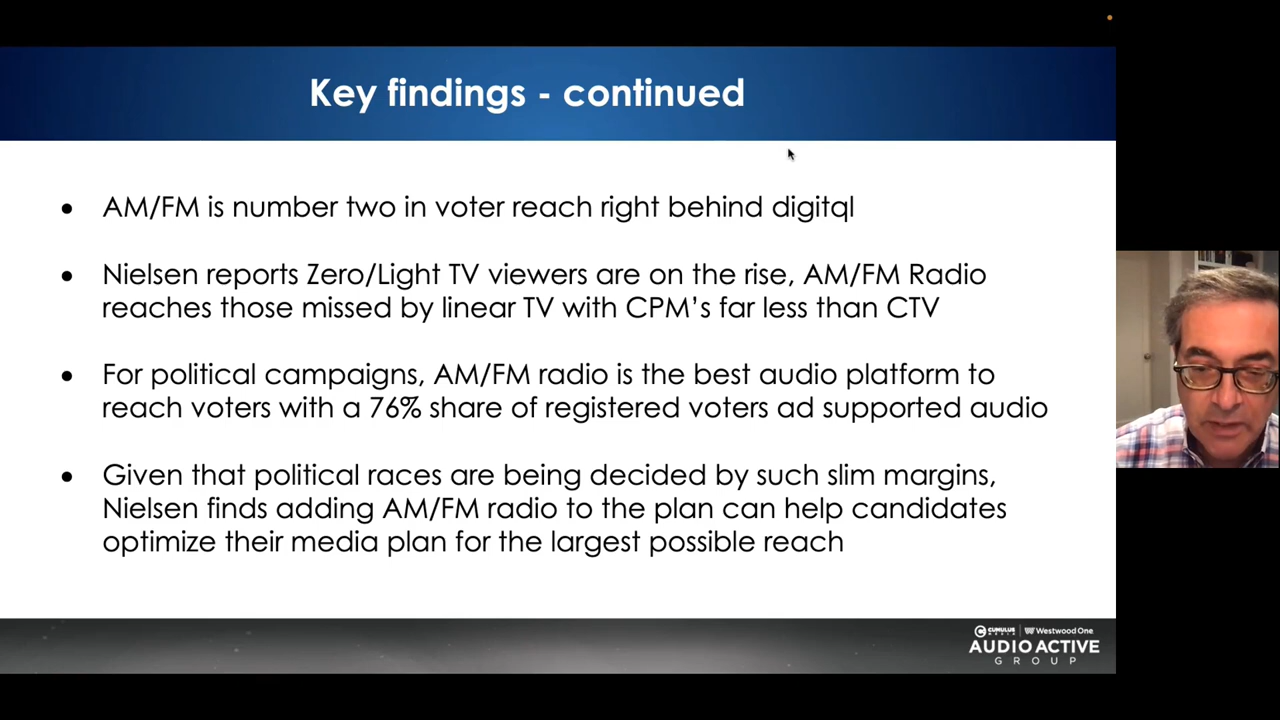 Key findings - continued
AM/FM is number two in voter reach right behind digitql
Nielsen reports Zero/Light TV viewers are on the rise, AM/FM Radio
reaches those missed by linear TV with CPM's far less than CTV
For political campaigns, AM/FM radio is the best audio platform to
reach voters with a 76% share of registered voters ad supported audio
Given that political races are being decided by such slim margins,
Nielsen finds adding AM/FM radio to the plan can help candidates
optimize their media plan for the largest possible reach
CUMULUS MEDIA | Westwood One
AUDIO ACTIVE
GROUP